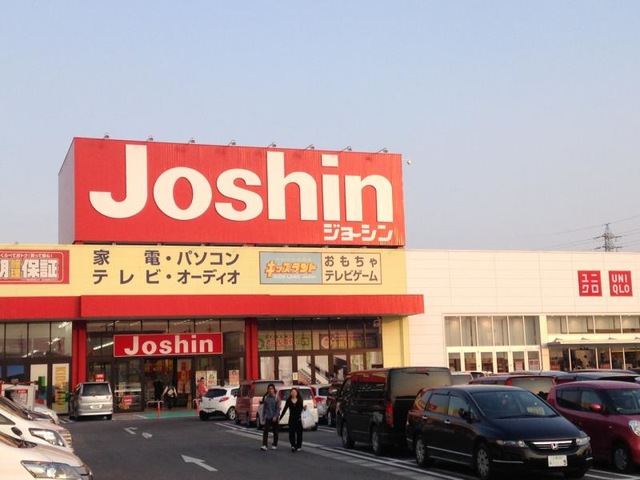 Joshin
ジョーシン
家 電・パソコン
テレビ・オーディオ
キッズランド
おもちゃ
テレビゲーム
保証
Joshin
ユニ
クロ
UNI
QLO